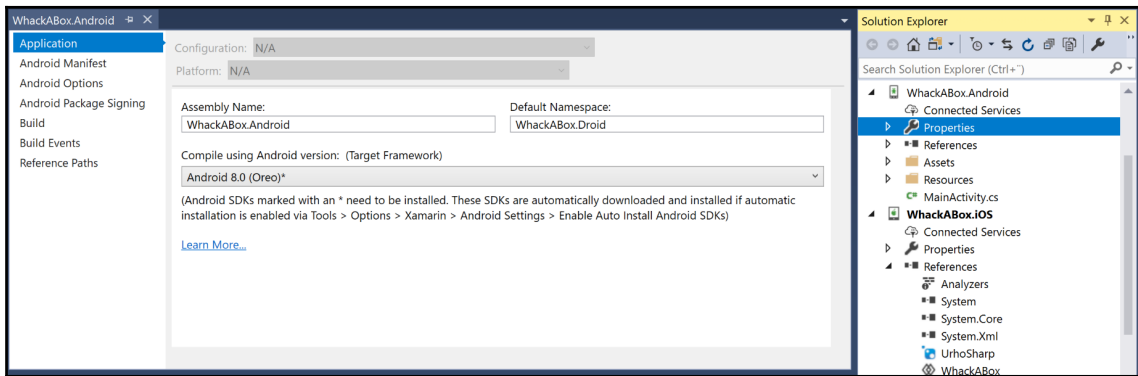 WhackABox.Android
Application
Android Manifest
Android Options
Android Package Signing
Build
Build Events
Reference Paths
Configuration: N/A
Platform: N/A
Assembly Name:
WhackABox.Android
Default Namespace:
WhackABox.Droid
Compile using Android version:  (Target Framework)
Android 8.0 (Oreo)*
(Android SDKs marked with an * need to be installed. These SDKs are automatically downloaded and installed if automatic
installation is enabled via Tools > Options > Xamarin > Android Settings > Enable Auto Install Android SDKs)
Learn More...
Solution Explorer
Search Solution Explorer (Ctrl+¨)
WhackABox.Android
Connected Services
Properties
References
Assets
Resources
C# MainActivity.cs
WhackABox.iOS
Connected Services
Properties
References
Analyzers
System
System.Core
System.Xml
UrhoSharp
WhackABox